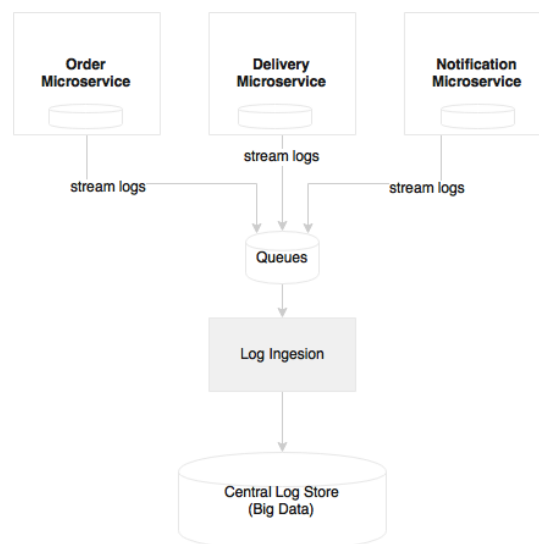 Order
Microservice
Delivery
Microservice
Notification
Microservice
stream logs
stream logs
stream logs
Queues
Log Ingesion
Central Log Store
(Big Data)